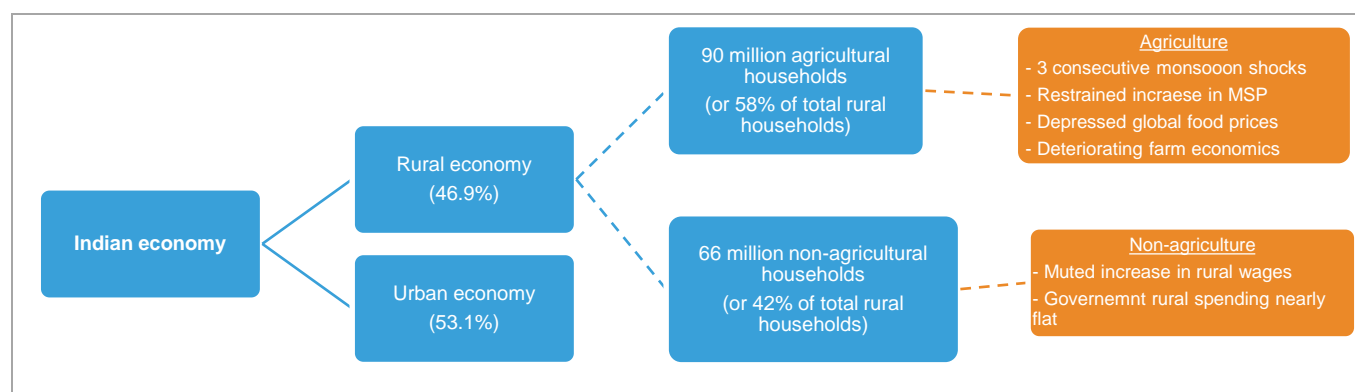 Indian economy
Rural economy
(46.9%)
Urban economy
(53.1%)
90 million agricultural
households
(or 58% of total rural
households)
66 million non-agricultural
households
(or 42% of total rural
households)
Agriculture
- 3 consecutive monsooon shocks
- Restrained incraese in MSP
- Depressed global food prices
- Deteriorating farm economics
Non-agriculture
- Muted increase in rural wages
- Governemnt rural spending nearly
flat